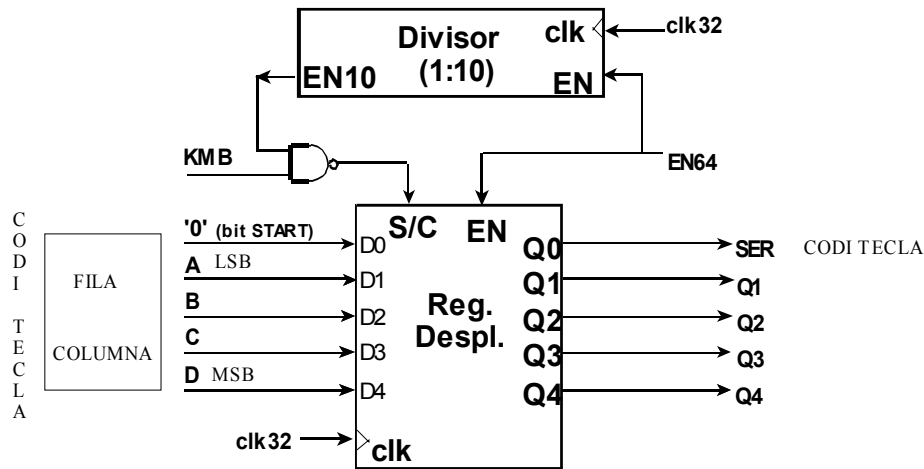 Divisor
(1:10)
clk
clk32
EN10
EN
KMB
EN64
CODI TECLA
FILA
COLUMNA
'0' (bit START)
A LSB
B
C
D MSB
clk32
S/C
EN
D0
D1
D2
D3
D4
clk
Reg.
Despl.
Q0
Q1
Q2
Q3
Q4
SER
CODI TECLA
Q1
Q2
Q3
Q4